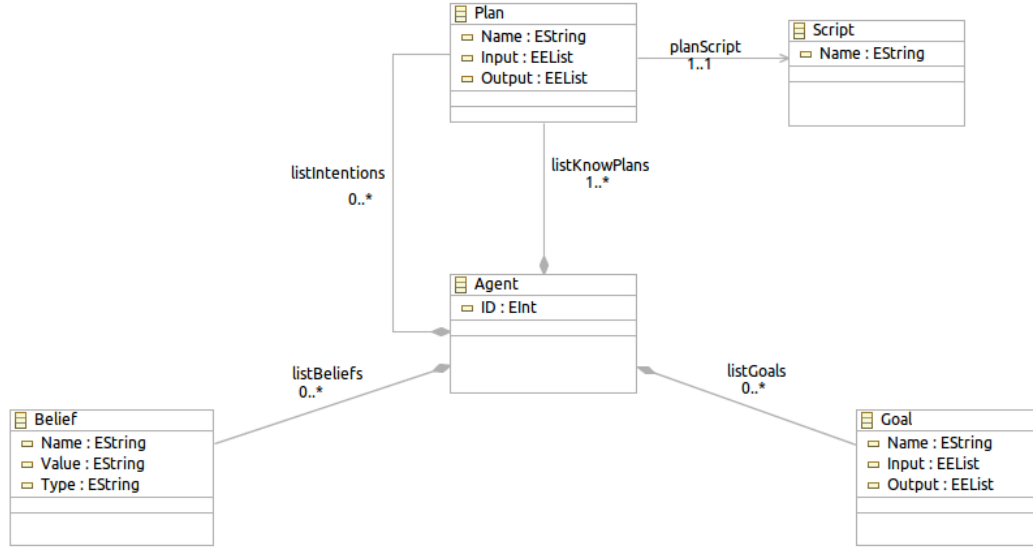 Plan
Name : EString
Input : EEList
Output : EEList
planScript
1..1
Script
Name : EString
listIntentions
0..*
listKnowPlans
1..*
Agent
ID : EInt
listBeliefs
0..*
listGoals
0..*
Belief
Name : EString
Value : EString
Type : EString
Goal
Name : EString
Input : EEList
Output : EEList